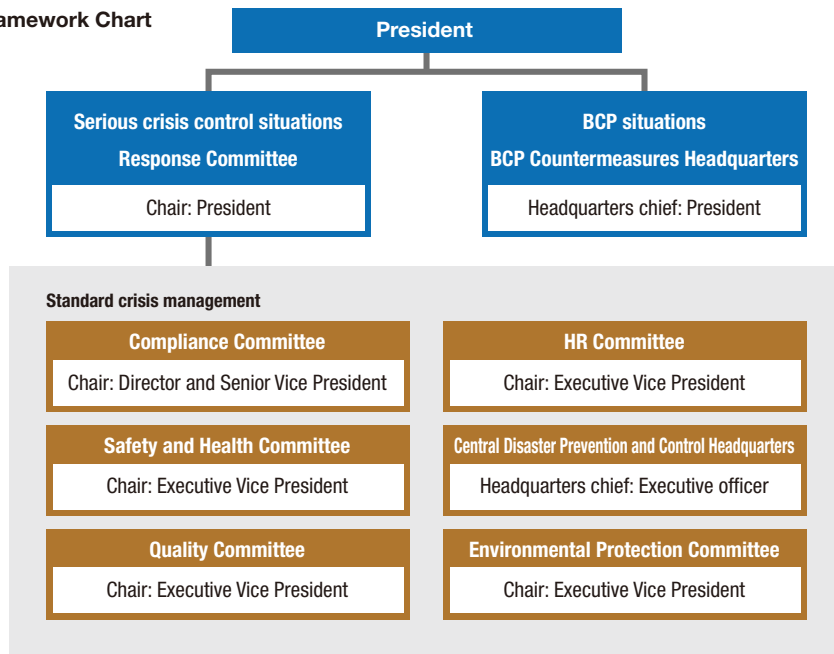 Chart
President
Serious crisis control situations
Response Committee
Chair: President
BCP situations
BCP Countermeasures Headquarters
Headquarters chief: President
Standard crisis management
Compliance Committee
Chair: Director and Senior Vice President
HR Committee
Chair: Executive Vice President
Safety and Health Committee
Chair: Executive Vice President
Central Disaster Prevention and Control Headquarters
Headquarters chief: Executive officer
Quality Committee
Chair: Executive Vice President
Environmental Protection Committee
Chair: Executive Vice President